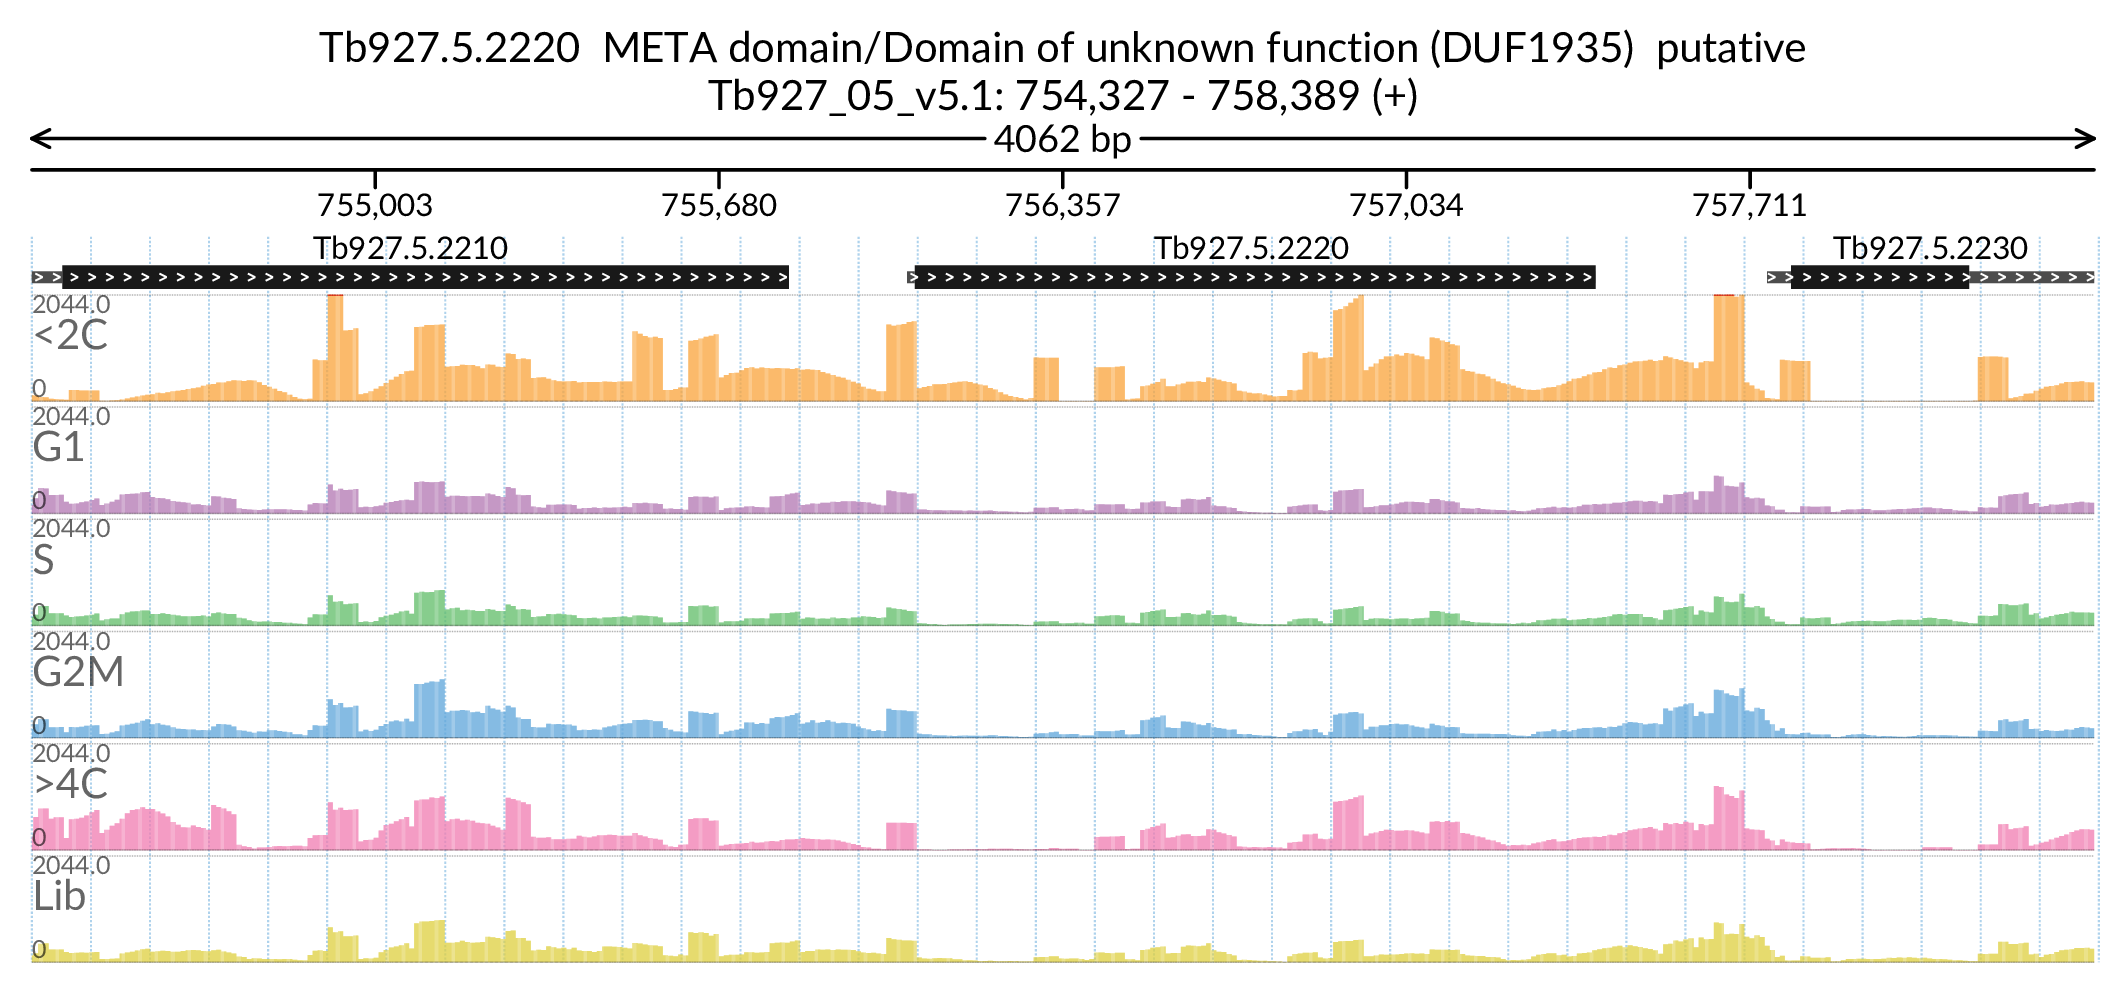 Tb927.5.2220  META domain/Domain of unknown function (DUF1935)  putative
Tb927_05_v5.1: 754,327 - 758,389 (+)
4062 bp
755,003 755,680 756,357 757,034 757,711
Tb927.5.2210 Tb927.5.2220 Tb927.5.2230
2044.0
<2C
0
2044.0
G1
0
2044.0
S
0
2044.0
G2M
0
2044.0
>4C
0
2044.0
Lib
0